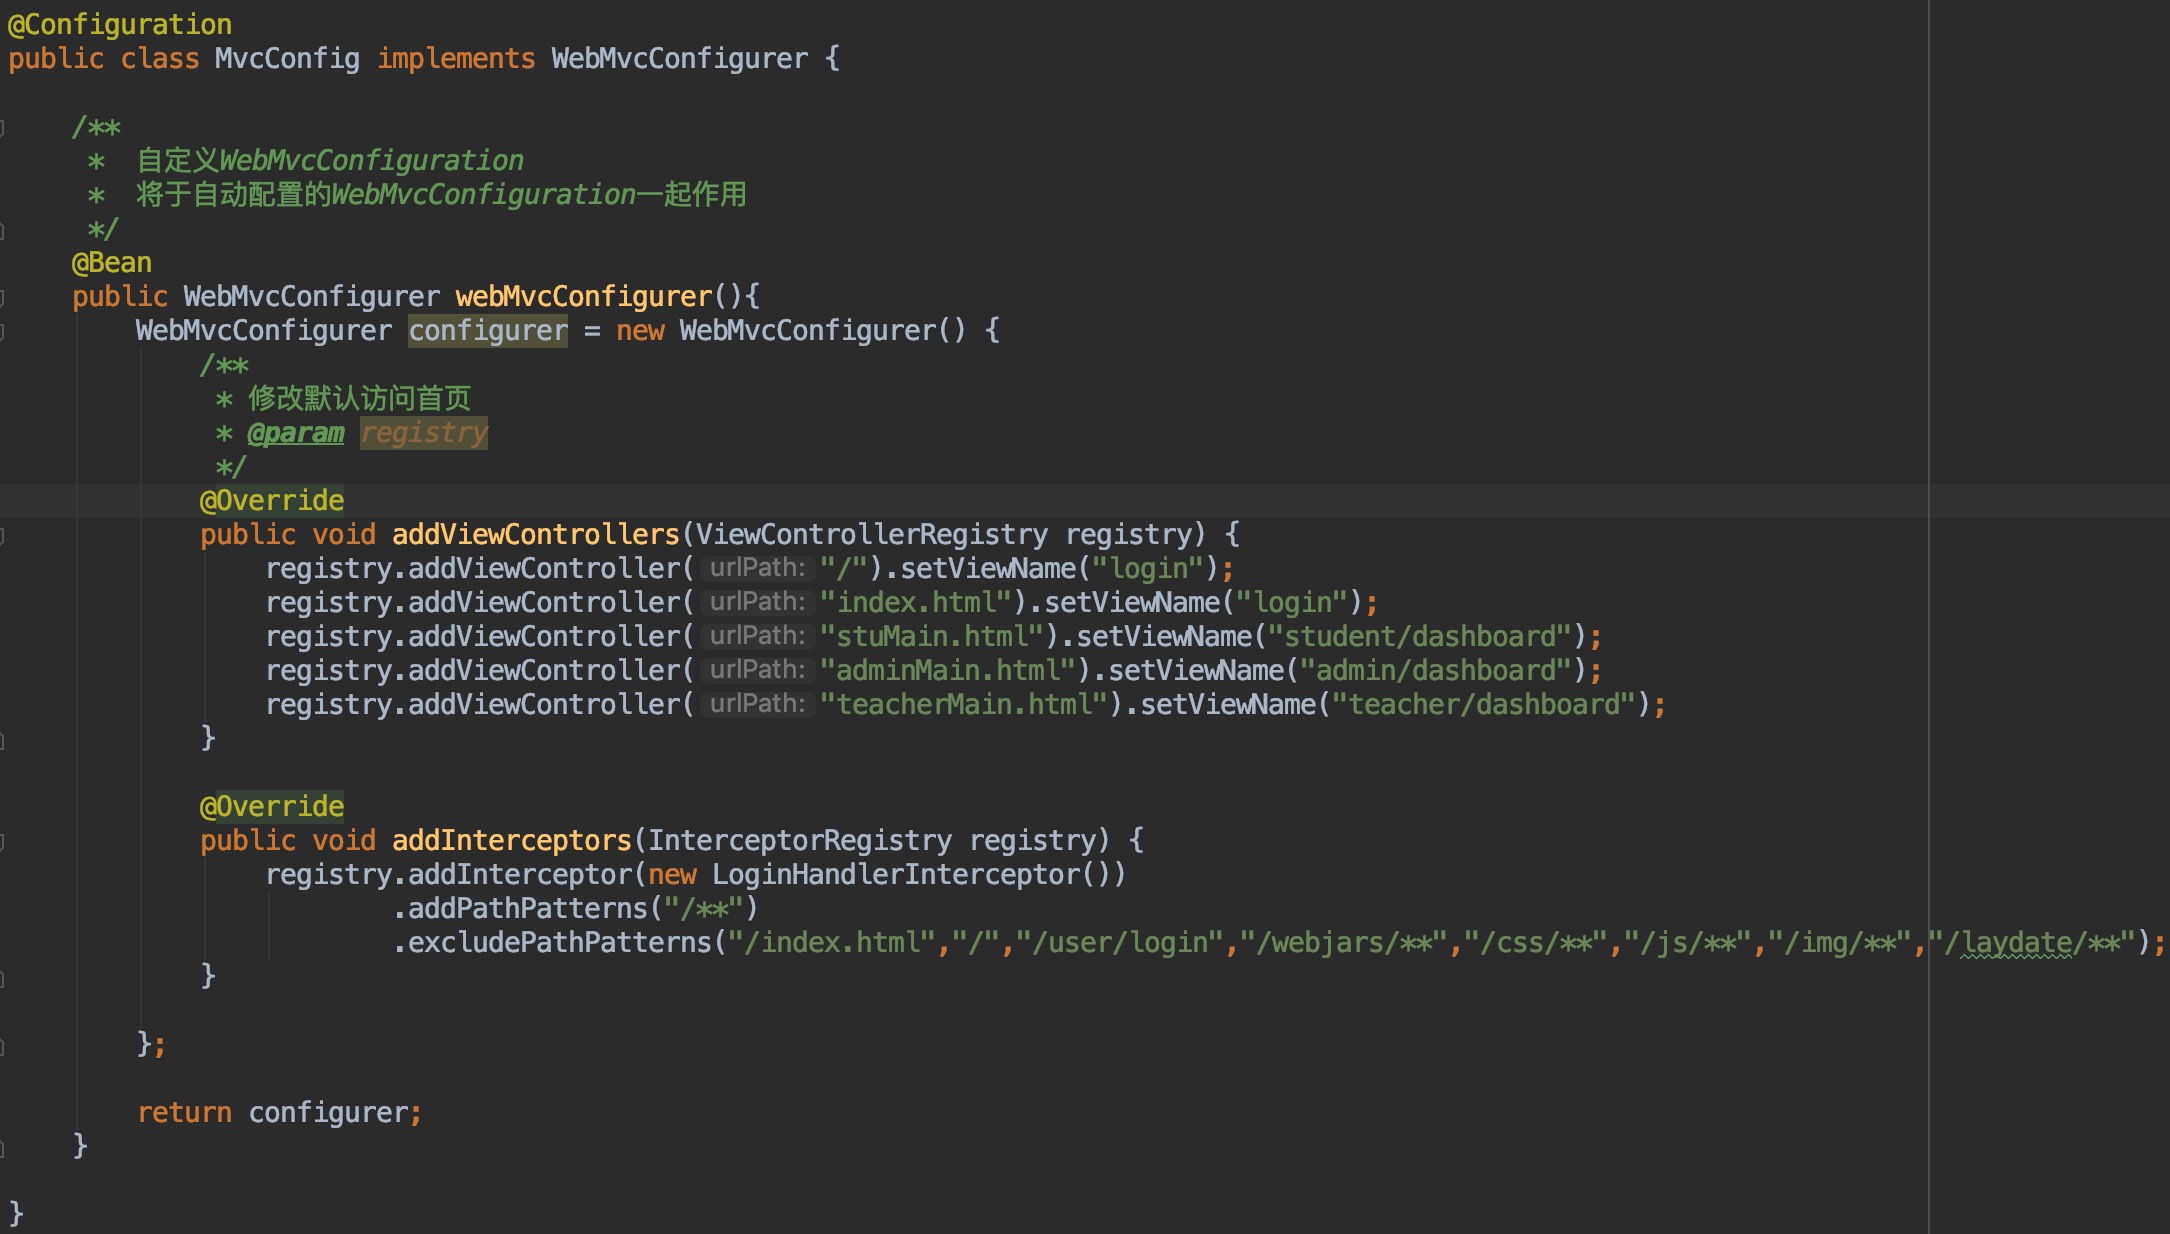 @Configuration
public class MvcConfig implements WebMvcConfigurer {
/**
*  自定义WebMvcConfiguration
*  将于自动配置的WebMvcConfiguration一起作用
*/
@Bean
public WebMvcConfigurer webMvcConfigurer(){
WebMvcConfigurer configurer = new WebMvcConfigurer() {
/**
* 修改默认访问首页
* @param registry
*/
@Override
public void addViewControllers(ViewControllerRegistry registry) {
registry.addViewController( urlPath: "/").setViewName("login");
registry.addViewController( urlPath: "index.html").setViewName("login");
registry.addViewController( urlPath: "stuMain.html").setViewName("student/dashboard");
registry.addViewController( urlPath: "adminMain.html").setViewName("admin/dashboard");
registry.addViewController( urlPath: "teacherMain.html").setViewName("teacher/dashboard");
}
@Override
public void addInterceptors(InterceptorRegistry registry) {
registry.addInterceptor(new LoginHandlerInterceptor())
.addPathPatterns("/**")
.excludePathPatterns("/index.html","/","/user/login","/webjars/**","/css/**","/js/**","/img/**","/laydate/**");
}
};
return configurer;
}
}